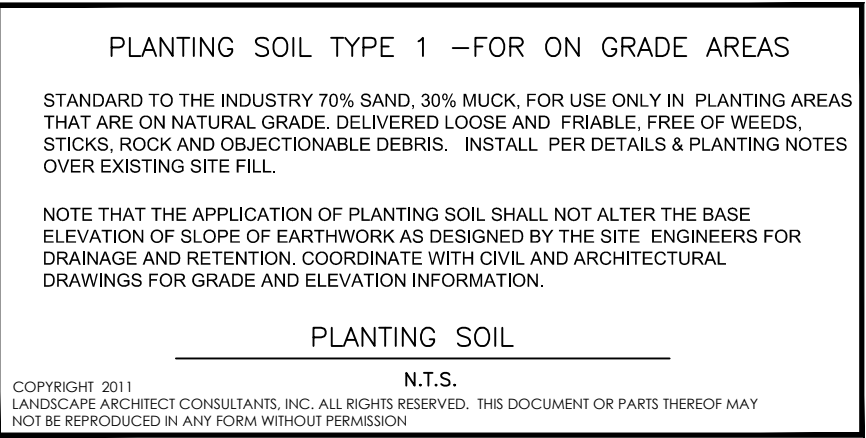 PLANTING SOIL TYPE 1 –FOR ON GRADE AREAS
STANDARD TO THE INDUSTRY 70% SAND, 30% MUCK, FOR USE ONLY IN PLANTING AREAS
THAT ARE ON NATURAL GRADE. DELIVERED LOOSE AND FRIABLE, FREE OF WEEDS,
STICKS, ROCK AND OBJECTIONABLE DEBRIS. INSTALL PER DETAILS & PLANTING NOTES
OVER EXISTING SITE FILL.
NOTE THAT THE APPLICATION OF PLANTING SOIL SHALL NOT ALTER THE BASE
ELEVATION OF SLOPE OF EARTHWORK AS DESIGNED BY THE SITE ENGINEERS FOR
DRAINAGE AND RETENTION. COORDINATE WITH CIVIL AND ARCHITECTURAL
DRAWINGS FOR GRADE AND ELEVATION INFORMATION.
PLANTING SOIL
N.T.S.
COPYRIGHT 2011
LANDSCAPE ARCHITECT CONSULTANTS, INC. ALL RIGHTS RESERVED. THIS DOCUMENT OR PARTS THEREOF MAY
NOT BE REPRODUCED IN ANY FORM WITHOUT PERMISSION